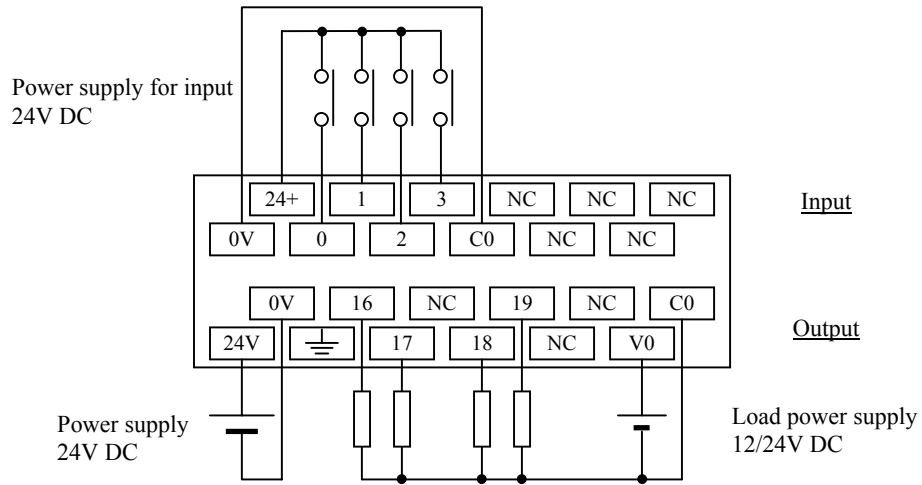 Power supply for input
24V DC
24+ 1 3 NC NC NC
Input
0V 0 2 C0 NC NC
0V 16 NC 19 NC C0
Output
24V 17 18 NC V0
Power supply
24V DC
Load power supply
12/24V DC